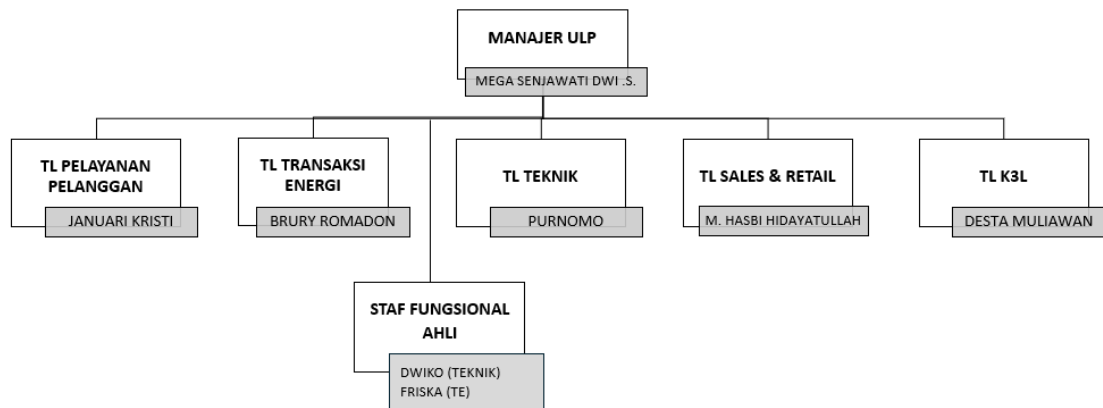 MANAJER ULP
MEGA SENJAWATI DWI .S.
TL PELAYANAN
PELANGGAN
JANUARI KRISTI
TL TRANSAKSI
ENERGI
BRURY ROMADON
TL TEKNIK
PURNOMO
TL SALES & RETAIL
M. HASBI HIDAYATULLAH
TL K3L
DESTA MULIAWAN
STAF FUNGSIONAL
AHLI
DWIKO (TEKNIK)
FRISKA (TE)